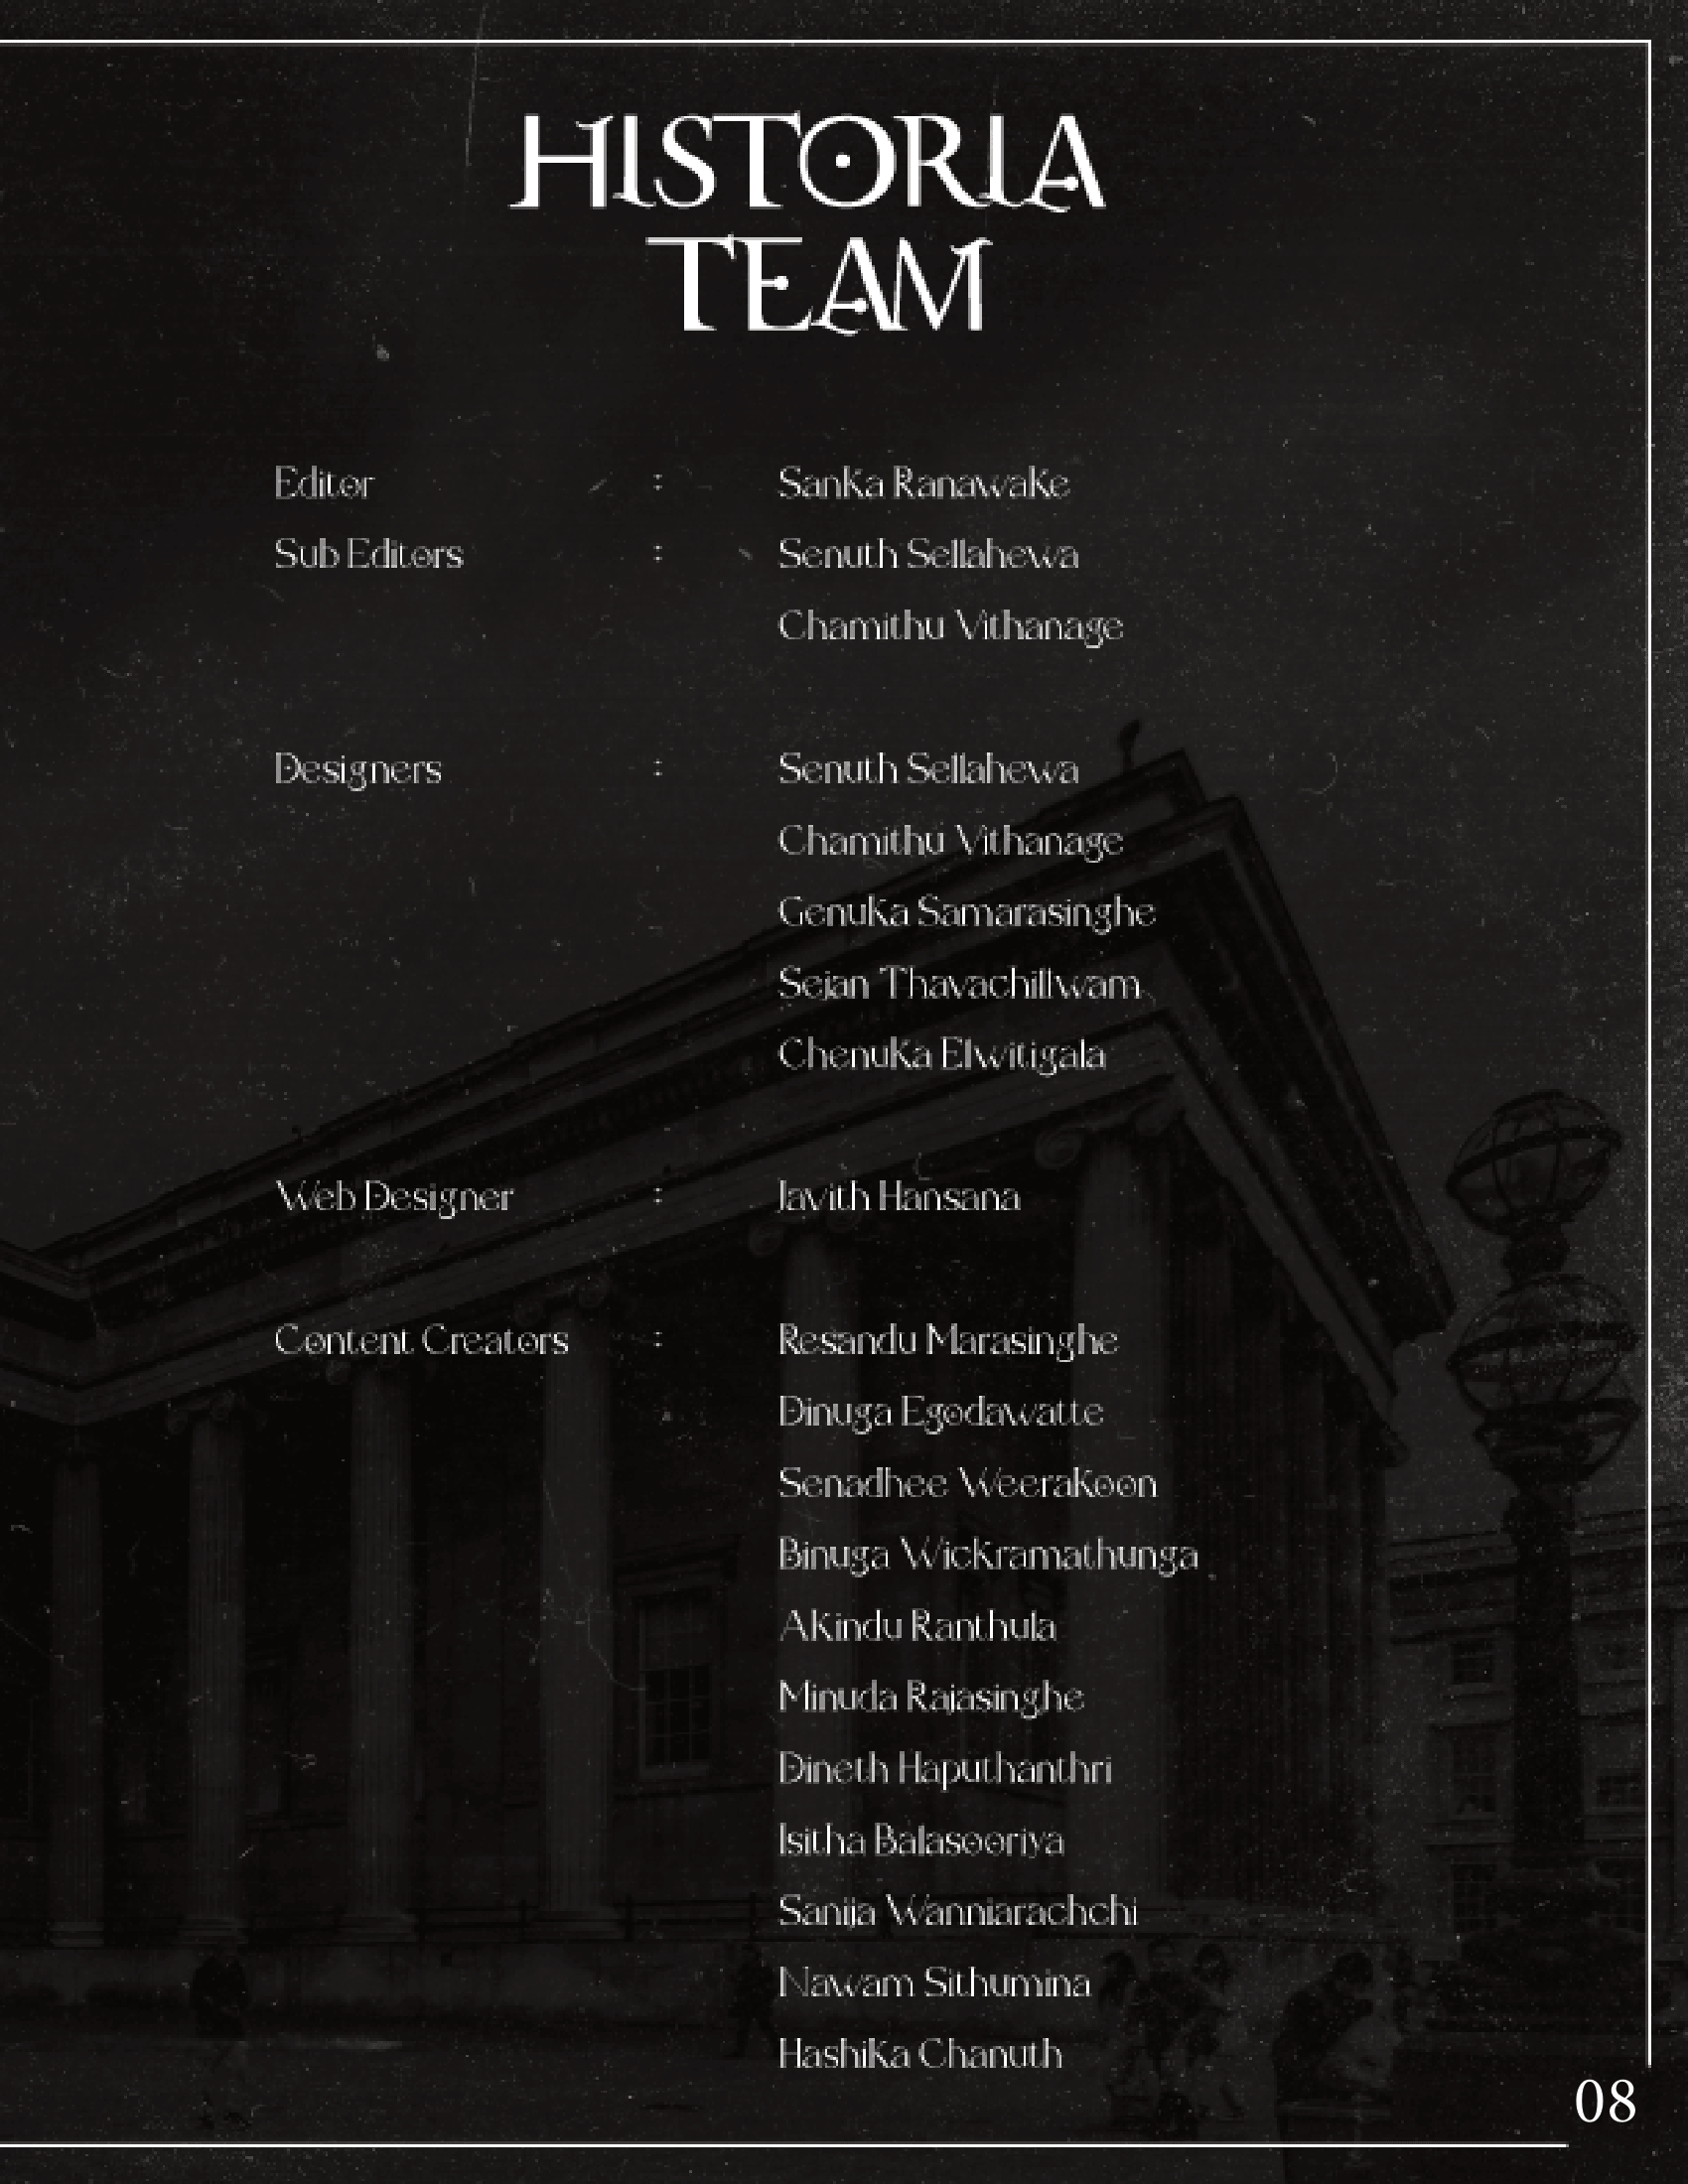 HISTORIA
TEAM
Editor : Sanka Ranawake
Sub Editors : Senuth Sellahewa
Chamithu Vithanage
Designers : Senuth Sellahewa
Chamithu Vithanage
Genuka Samarasinghe
Sejan Thavachillwam
Chenuka Elwitigala
Web Designer : Javith Hansana
Content Creators : Resandu Marasinghe
Dinuga Egodawatte
Senadhee Weerakoon
Binuga Wickramathunga
Akindu Ranthula
Minuda Rajasinghe
Dineth Haputhanthri
Isitha Balasooriya
Sanija Wanniarachchi
Nawam Sithumina
Hashika Chanuth
08